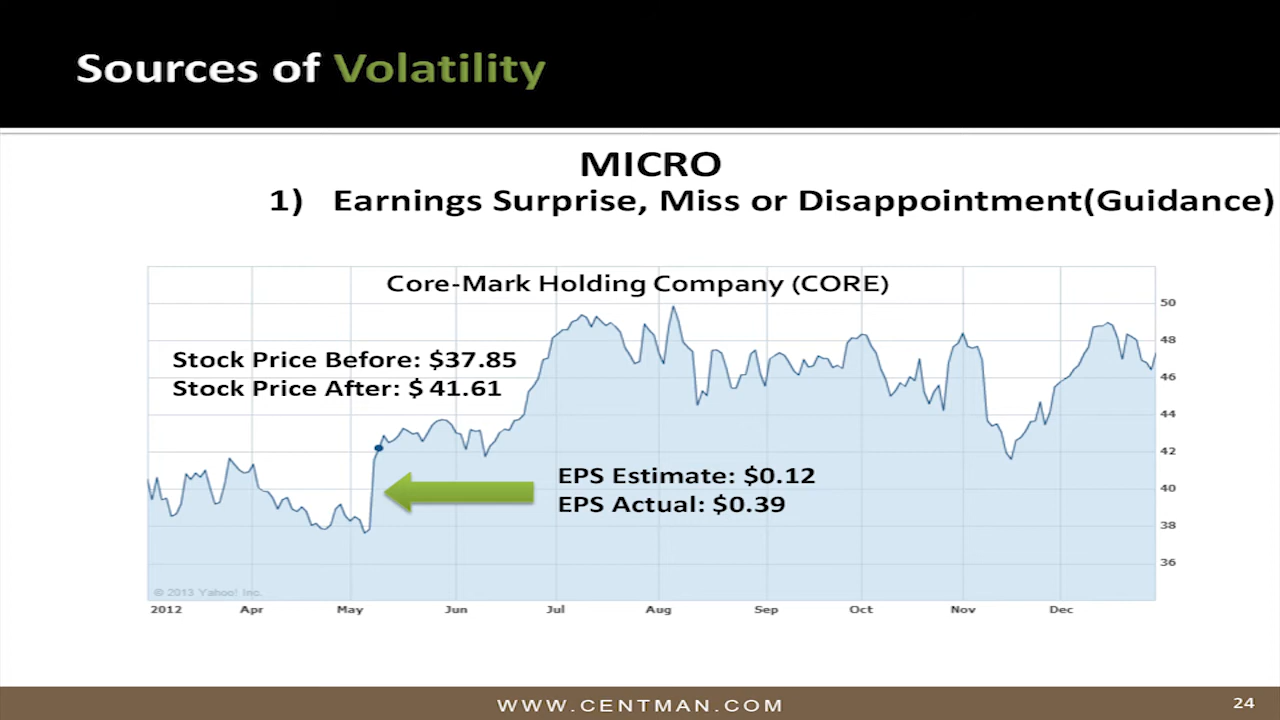 Sources of Volatility
MICRO
1) Earnings Surprise, Miss or Disappointment(Guidance)
Core-Mark Holding Company (CORE)
50
Stock Price Before: $37.85
48
Stock Price After: $ 41.61
46
44
42
EPS Estimate: $0.12
40
EPS Actual: $0.39
38
36
© 2013 Yahoo! Inc.
2012 Apr May Jun Jul Aug Sep Oct Nov Dec
WWW.CENTMAN.COM
24